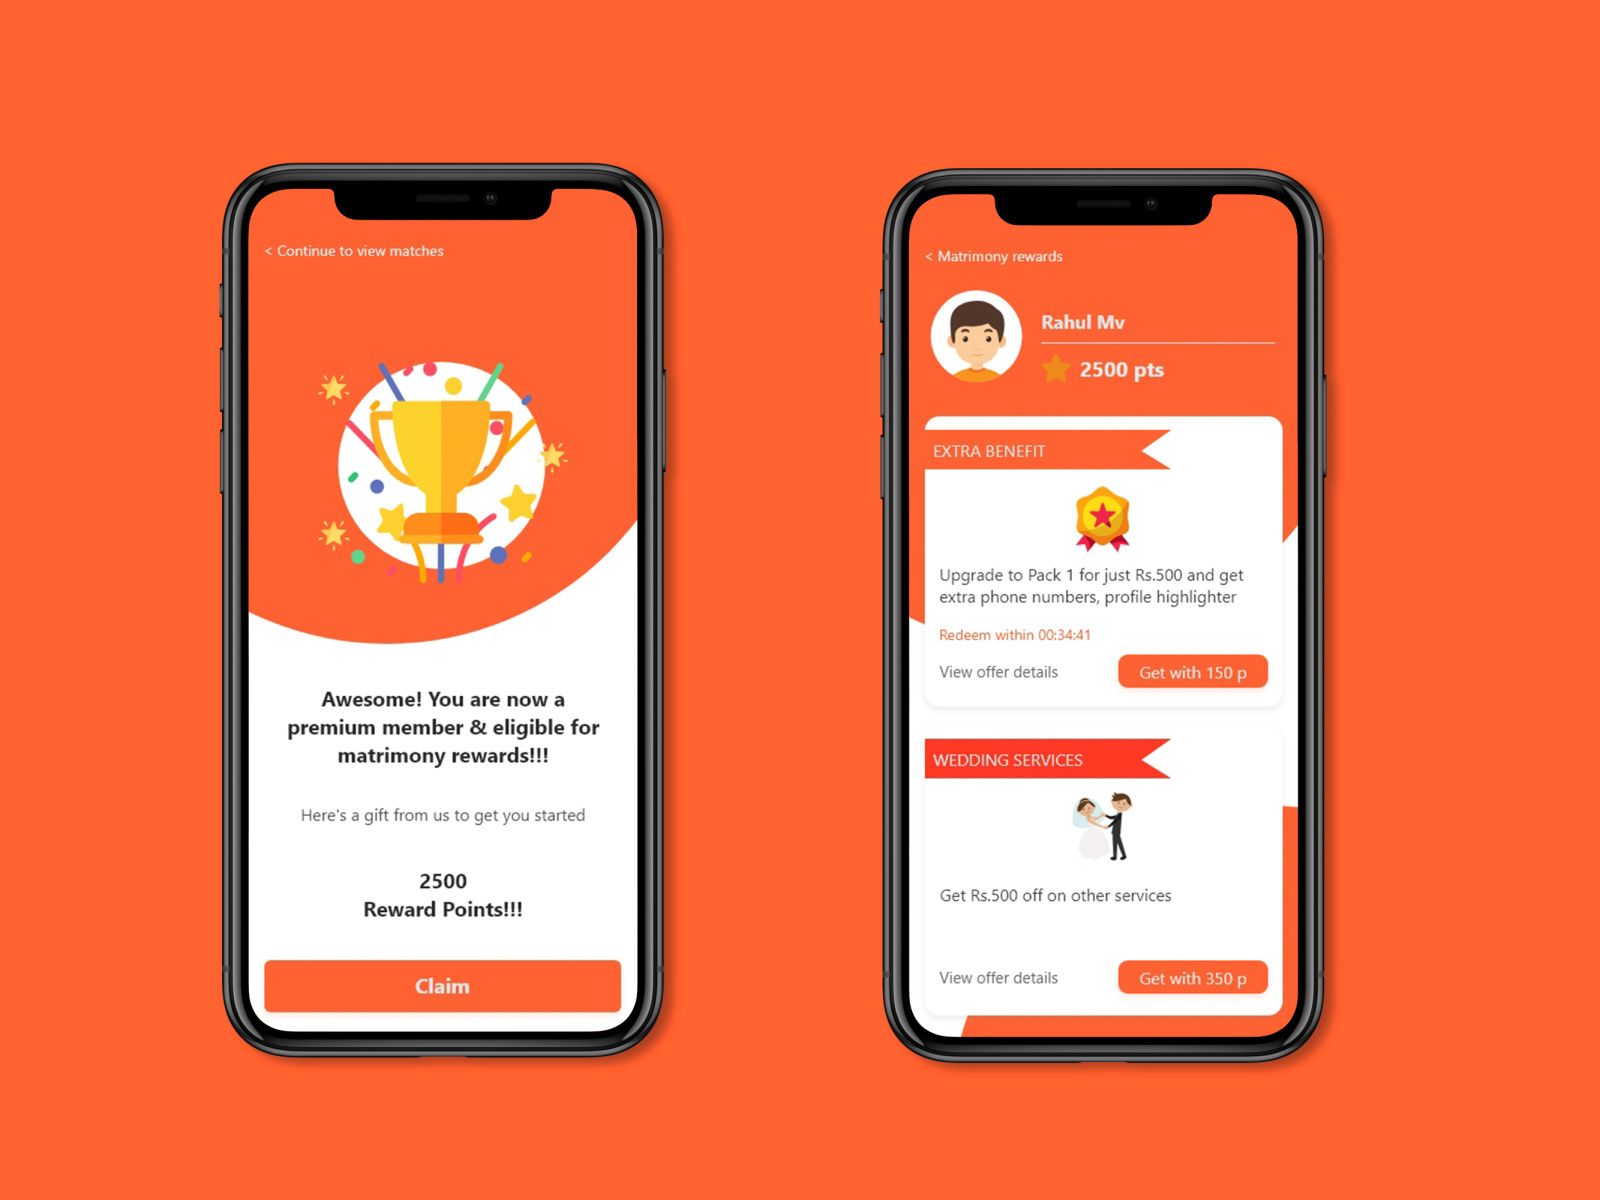 < Continue to view matches
Awesome! You are now a
premium member & eligible for
matrimony rewards!!!
Here's a gift from us to get you started
2500
Reward Points!!!
Claim
< Matrimony rewards
Rahul Mv
2500 pts
EXTRA BENEFIT
Upgrade to Pack 1 for just Rs.500 and get
extra phone numbers, profile highlighter
Redeem within 00:34:41
View offer details
Get with 150 p
WEDDING SERVICES
Get Rs.500 off on other services
View offer details
Get with 350 p